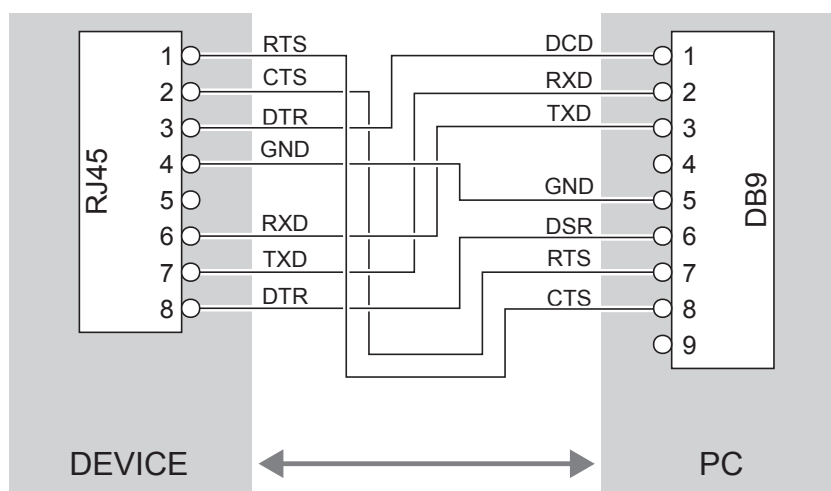 RJ45
1
2
3
4
5
6
7
8
RTS
CTS
DTR
GND
RXD
TXD
DTR
DCD
RXD
TXD
GND
DSR
RTS
CTS
1
2
3
4
5
6
7
8
9
DB9
DEVICE
PC